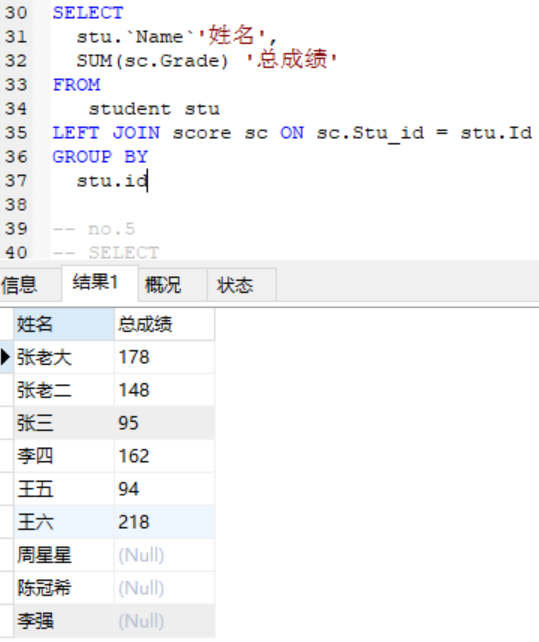 30 SELECT
31 stu.`Name`'姓名',
32 SUM(sc.Grade) '总成绩'
33 FROM
34 student stu
35 LEFT JOIN score sc ON sc.Stu_id = stu.Id
36 GROUP BY
37 stu.id
38
39 -- no.5
40 -- SELECT
信息 结果1 概况 状态
姓名 总成绩
张老大 178
张老二 148
张三 95
李四 162
王五 94
王六 218
周星星 (Null)
陈冠希 (Null)
李强 (Null)